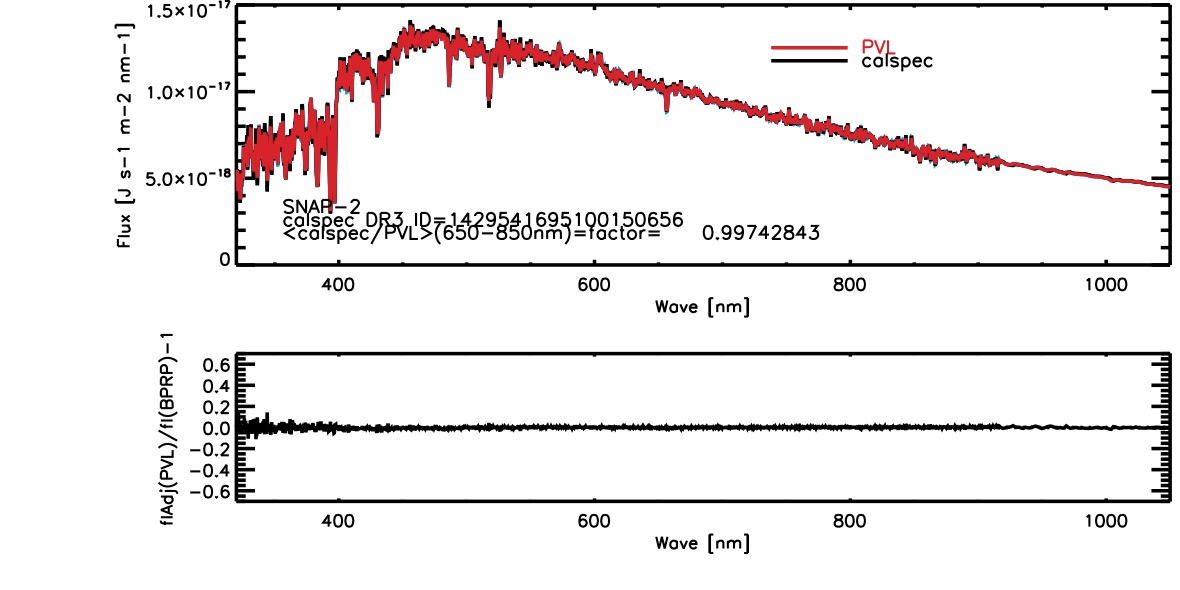 1.5×10−17
1.0×10−17
5.0×10−18
0
Flux [J s−1 m−2 nm−1]
PVL
calspec
SNAP-2
calspec DR3 ID=1429541695100150656
<calspec/PVL>(650−850nm)=factor= 0.99742843
400 600 800 1000
Wave [nm]
flAdj(PVL)/fl(BPRP)−1
0.6
0.4
0.2
0.0
−0.2
−0.4
−0.6
400 600 800 1000
Wave [nm]